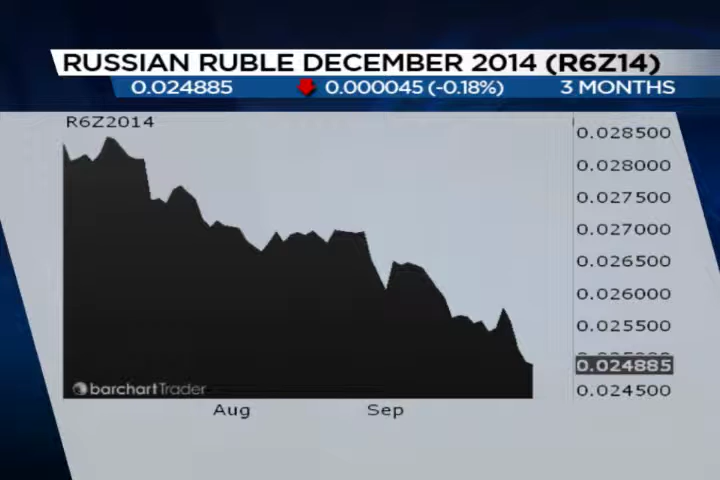 RUSSIAN RUBLE DECEMBER 2014 (R6Z14)
0.024885 0.000045 (-0.18%) 3 MONTHS
R6Z2014
0.028500
0.028000
0.027500
0.027000
0.026500
0.026000
0.025500
0.024885
0.024500
barchartTrader
Aug Sep